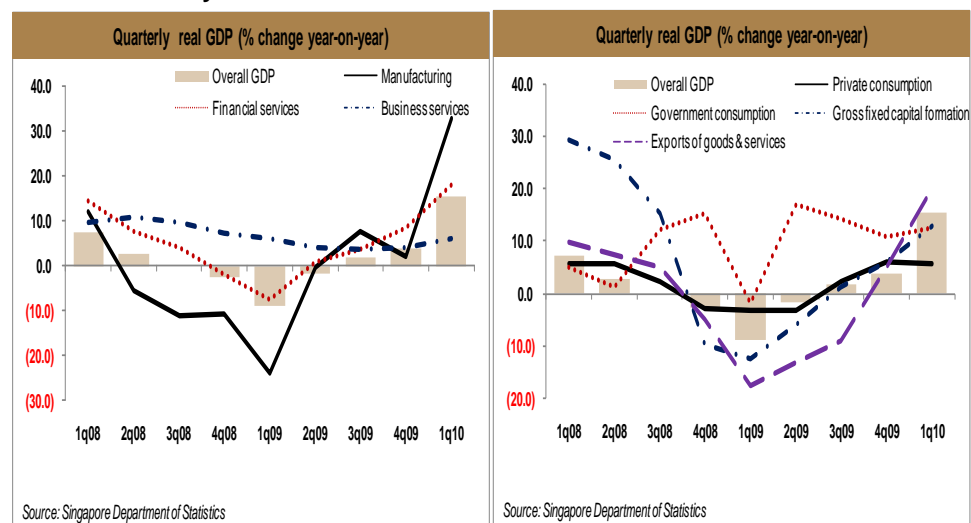 Quarterly real GDP (% change year-on-year)
Overall GDP
Manufacturing
Financial services
Business services
40.0
30.0
20.0
10.0
0.0
(10.0)
(20.0)
(30.0)
1q08 2q08 3q08 4q08 1q09 2q09 3q09 4q09 1q10
Source: Singapore Department of Statistics
Quarterly real GDP (% change year-on-year)
Overall GDP
Private consumption
Government consumption
Gross fixed capital formation
Exports of goods & services
40.0
30.0
20.0
10.0
0.0
(10.0)
(20.0)
1q08 2q08 3q08 4q08 1q09 2q09 3q09 4q09 1q10
Source: Singapore Department of Statistics